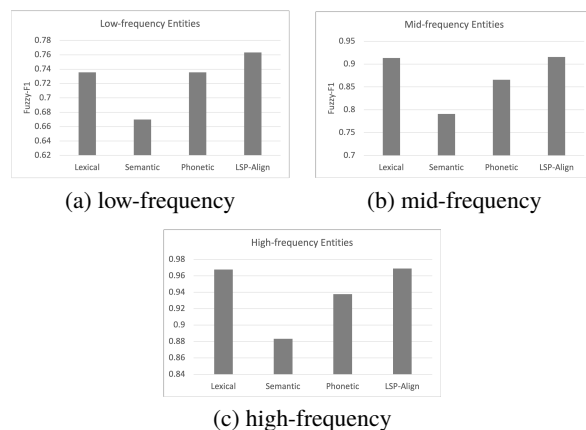 Low-frequency Entities
Fuzzy-F1
0.78
0.76
0.74
0.72
0.7
0.68
0.66
0.64
0.62
Lexical Semantic Phonetic LSP-Align
(a) low-frequency
Mid-frequency Entities
Fuzzy-F1
0.95
0.9
0.85
0.8
0.75
0.7
Lexical Semantic Phonetic LSP-Align
(b) mid-frequency
High-frequency Entities
0.98
0.96
0.94
0.92
0.9
0.88
0.86
0.84
Lexical Semantic Phonetic LSP-Align
(c) high-frequency